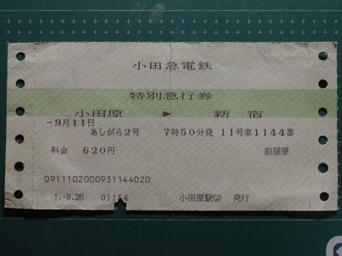 小田急電鉄
特別急行券
小田原 ► 新宿
-9月11日
あしがら2号 7時50分発 11号車1144番
料金 620円 前展望
0911102000931144020
1.-8.28 01154 小田原駅(2) 発行